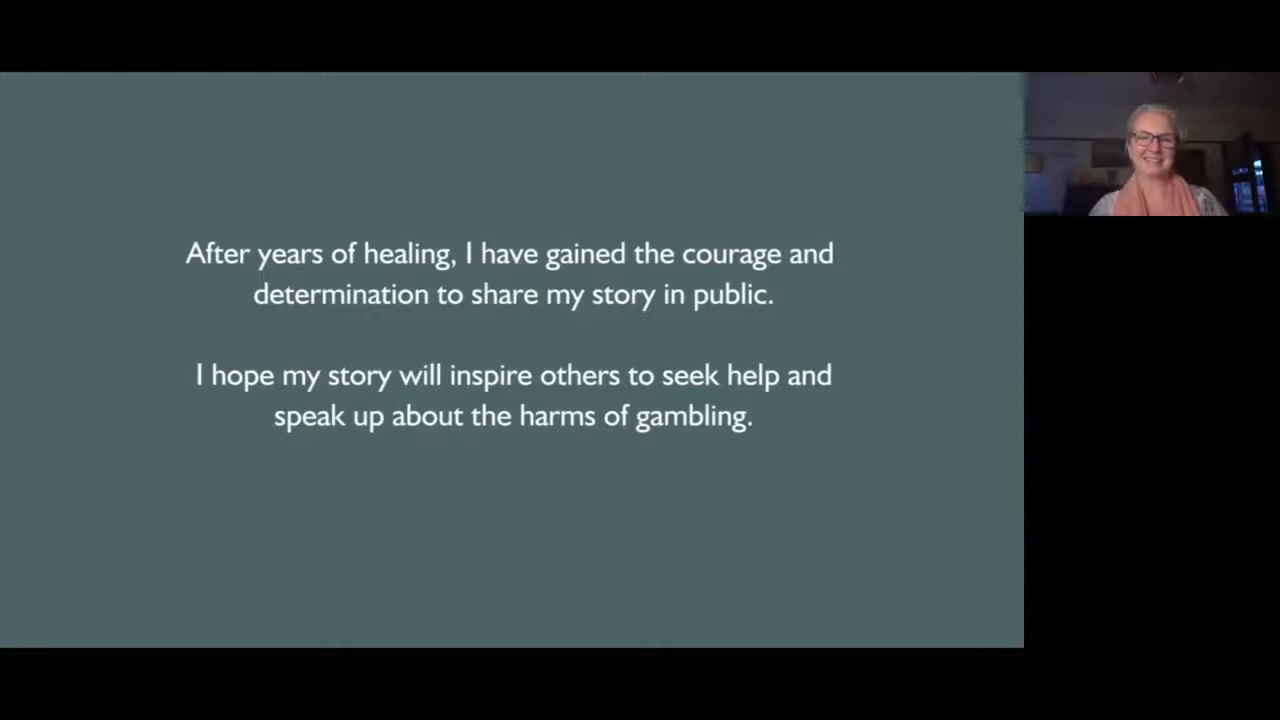 After years of healing, I have gained the courage and
determination to share my story in public.
I hope my story will inspire others to seek help and
speak up about the harms of gambling.